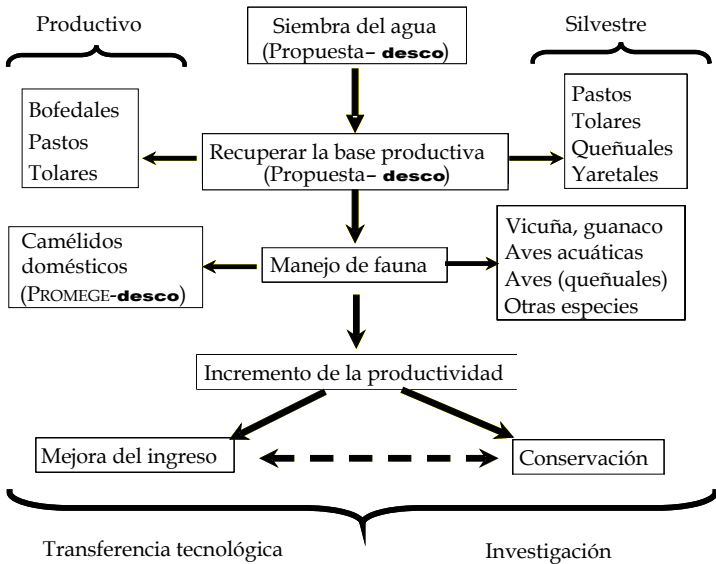 Productivo
Siembra del agua
(Propuesta– desco)
Silvestre
Bofedales
Pastos
Tolares
Recuperar la base productiva
(Propuesta– desco)
Pastos
Tolares
Queñuales
Yaretales
Camélidos
domésticos
(PROMEGE-desco)
Manejo de fauna
Vicuña, guanaco
Aves acuáticas
Aves (queñuales)
Otras especies
Incremento de la productividad
Mejora del ingreso
Conservación
Transferencia tecnológica
Investigación